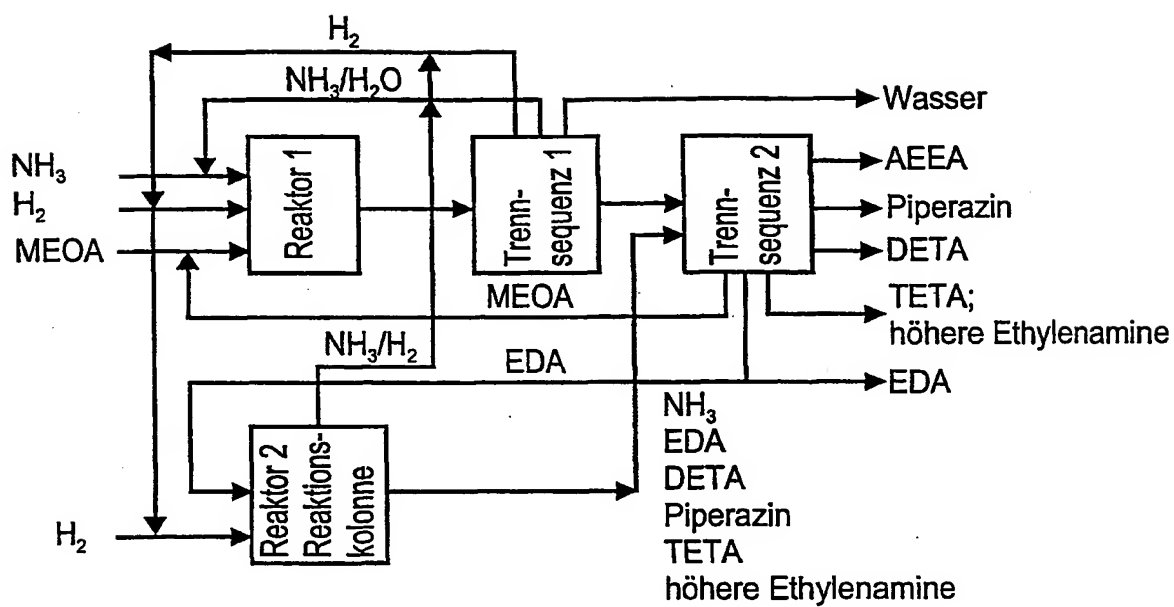 H₂
NH₃/H₂O
Wasser
NH₃
H₂
MEOA
Reaktor 1
Trenn-
sequenz 1
Trenn-
sequenz 2
AEEA
Piperazin
DETA
MEOA
TETA;
höhere Ethylenamine
NH₃/H₂
EDA
EDA
H₂
Reaktor 2
Reaktions-
kolonne
NH₃
EDA
DETA
Piperazin
TETA
höhere Ethylenamine